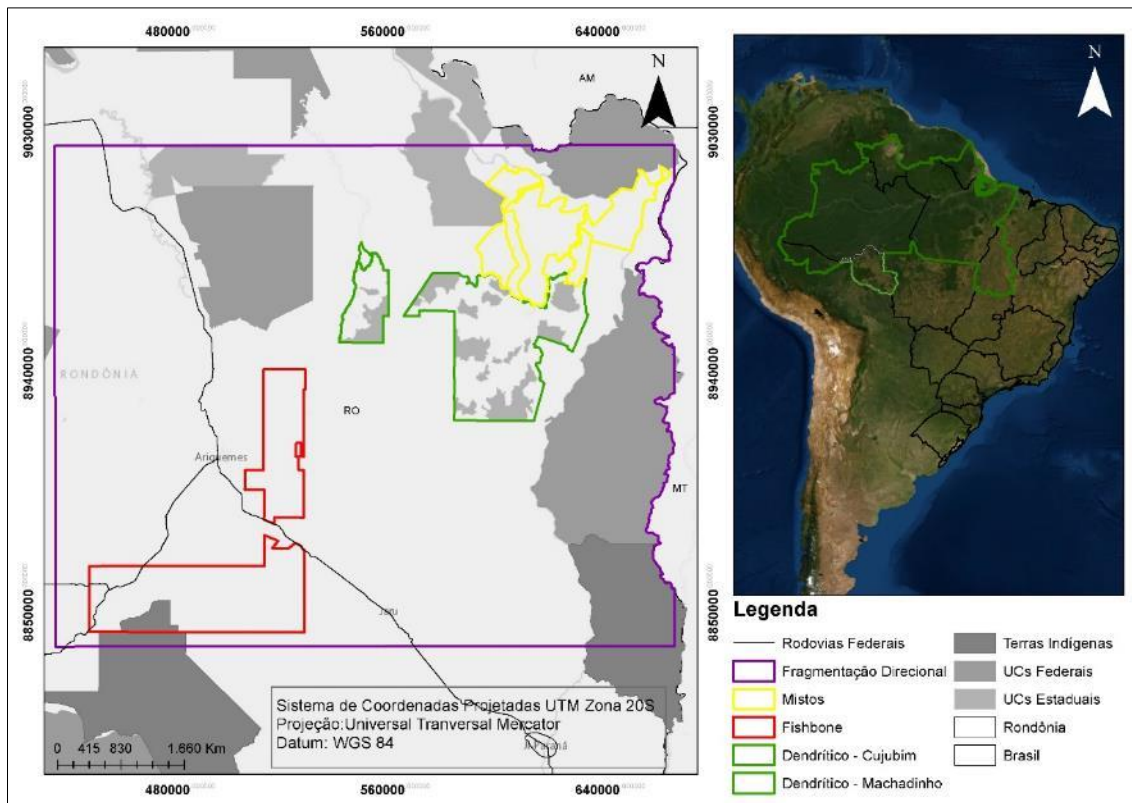 480000 560000 640000
N
N
AM
9030000
9030000
RONDÔNIA
8940000
8940000
RO
Ariquemes
MT
8850000
8850000
Jaru
Legenda
Rodovias Federais
Fragmentação Direcional
Mistos
Fishbone
Dendrítico - Cujubim
Dendrítico - Machadinho
Terras Indígenas
UCs Federais
UCs Estaduais
Rondônia
Brasil
Sistema de Coordenadas Projetadas UTM Zona 20S
Projeção:Universal Tranversal Mercator
Datum: WGS 84
Ji-Paraná
0 415 830 1.660 Km
480000 560000 640000